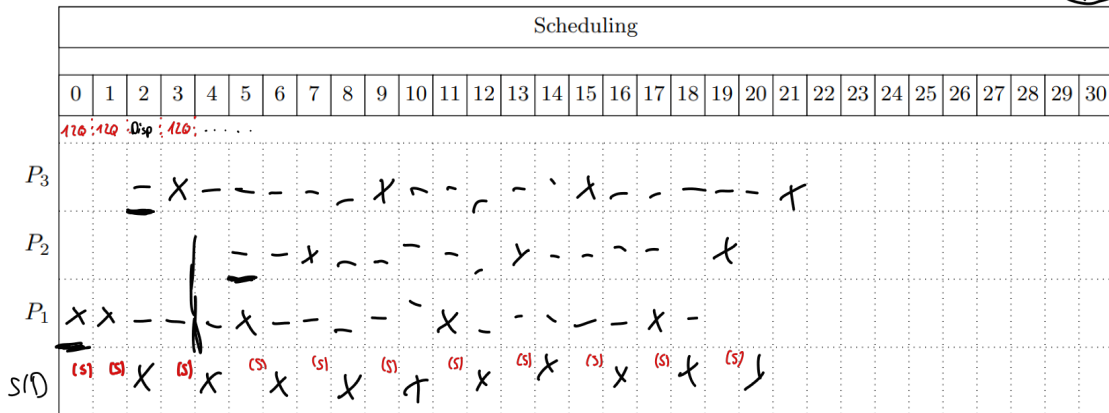 Scheduling
0 1 2 3 4 5 6 7 8 9 10 11 12 13 14 15 16 17 18 19 20 21 22 23 24 25 26 27 28 29 30
12Q 12Q Disp 12Q . . . . .
P3 – X – – – – – X – – – – – X – – – – – X
P2 – – X – – – – – X – – – – – X
P1 X X – – – X – – – – – X – – – – – X –
(S) (S) (S) (S) (S) (S) (S) (S) (S) (S) (S)
S/D X X X X X X X X X X